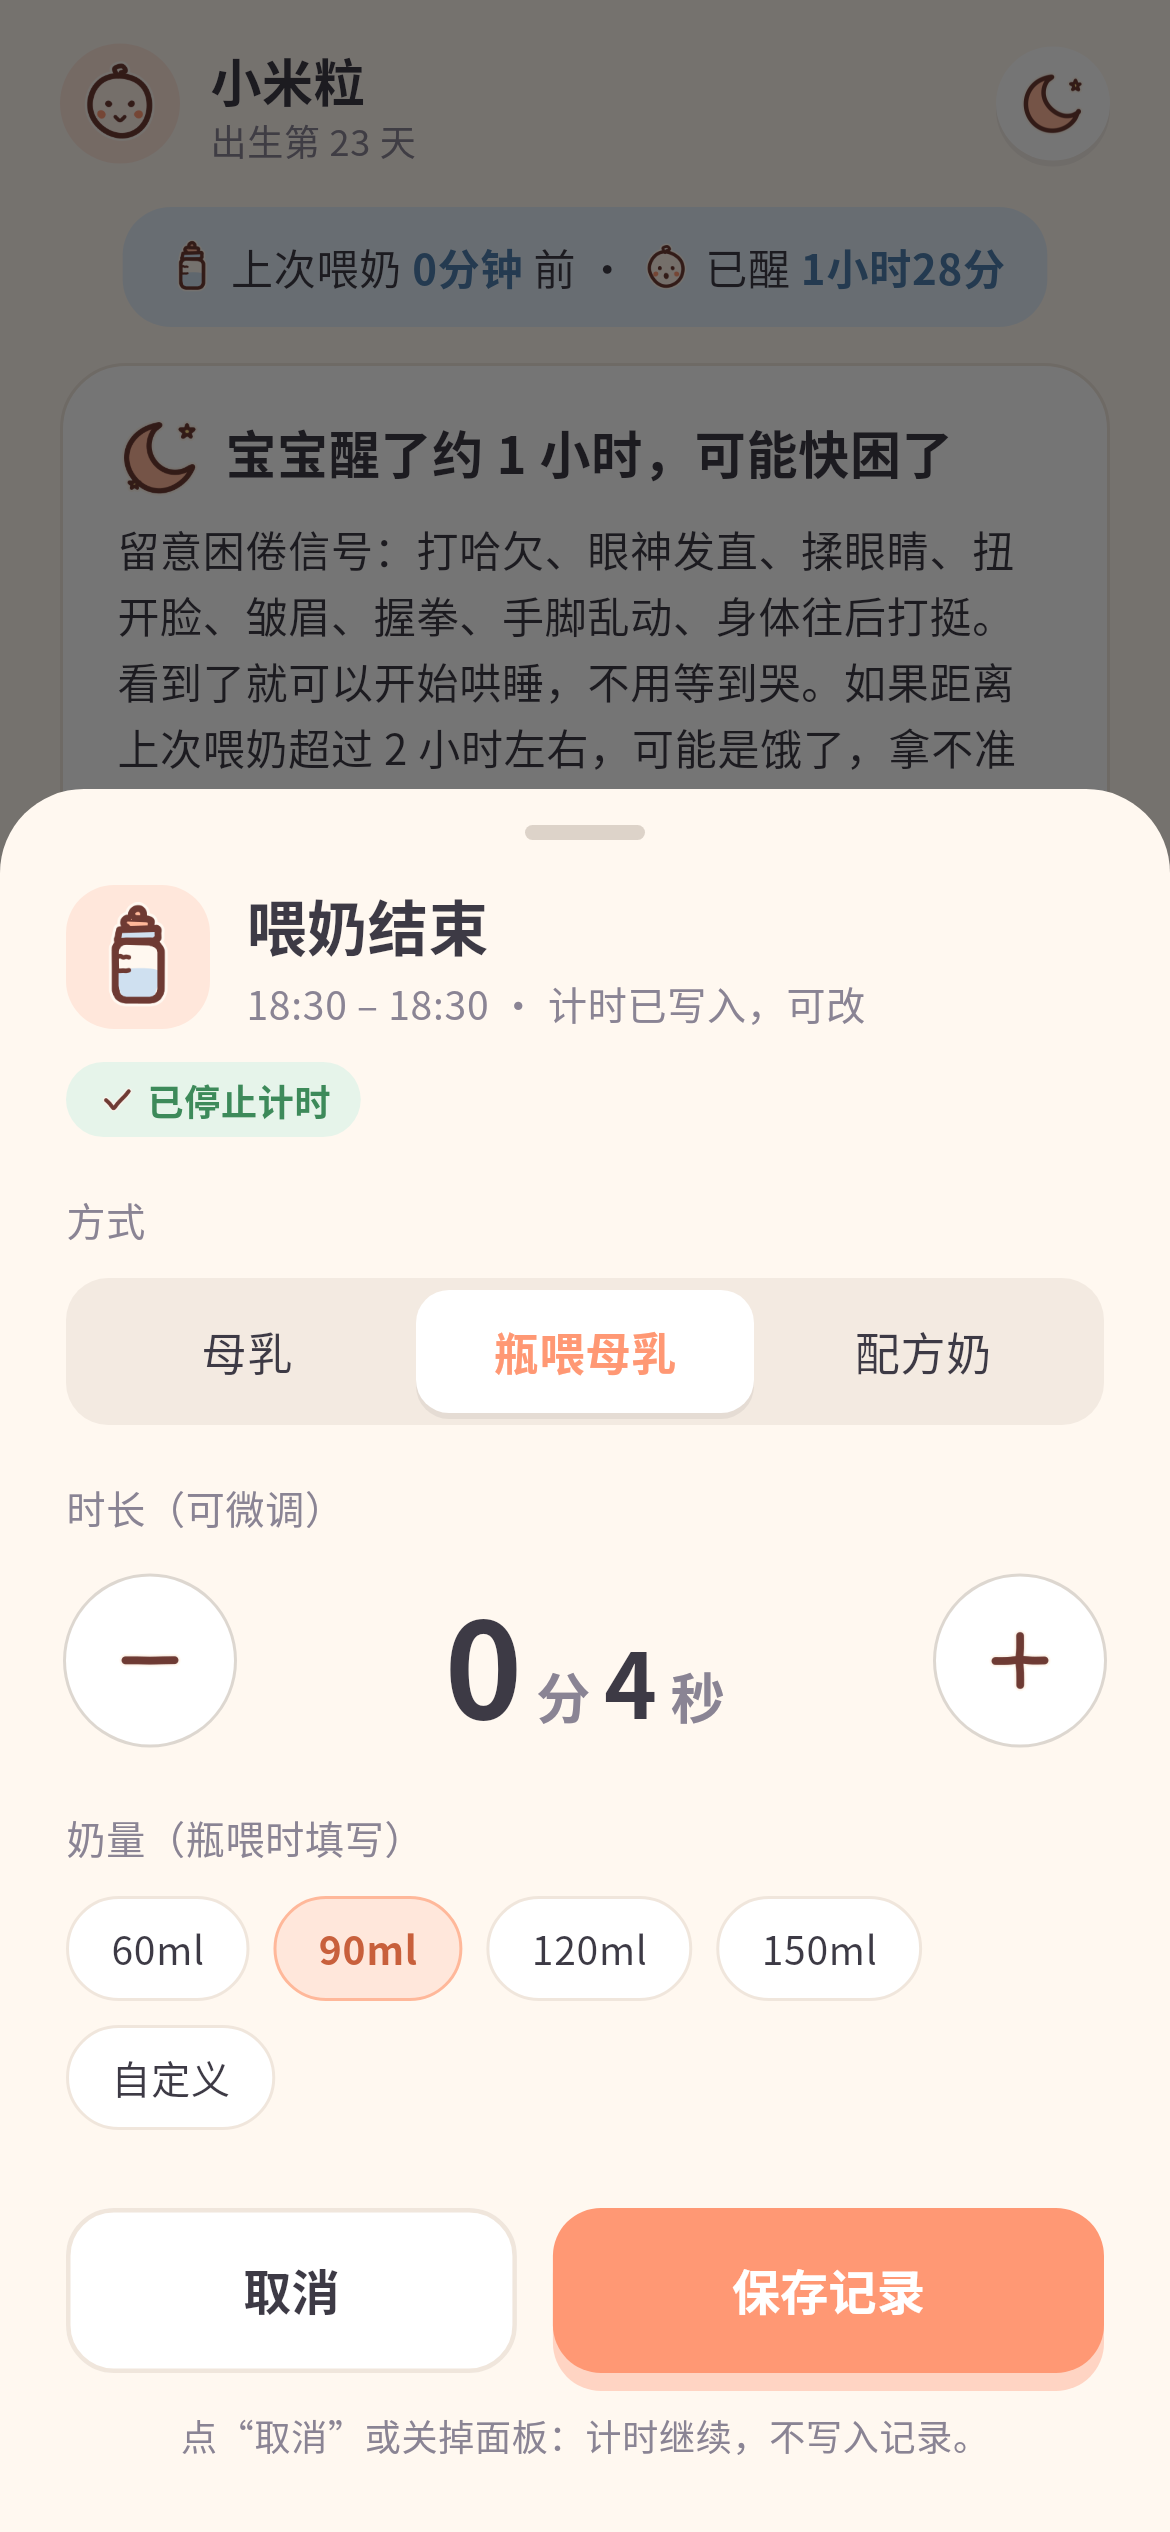 小米粒
出生第 23 天
上次喂奶 0分钟 前 · 已醒 1小时28分
宝宝醒了约 1 小时，可能快困了
留意困倦信号：打哈欠、眼神发直、揉眼睛、扭
开脸、皱眉、握拳、手脚乱动、身体往后打挺。
看到了就可以开始哄睡，不用等到哭。如果距离
上次喂奶超过 2 小时左右，可能是饿了，拿不准
喂奶结束
18:30 – 18:30 · 计时已写入，可改
已停止计时
方式
母乳
瓶喂母乳
配方奶
时长（可微调）
0 分 4 秒
奶量（瓶喂时填写）
60ml
90ml
120ml
150ml
自定义
取消
保存记录
点“取消”或关掉面板：计时继续，不写入记录。